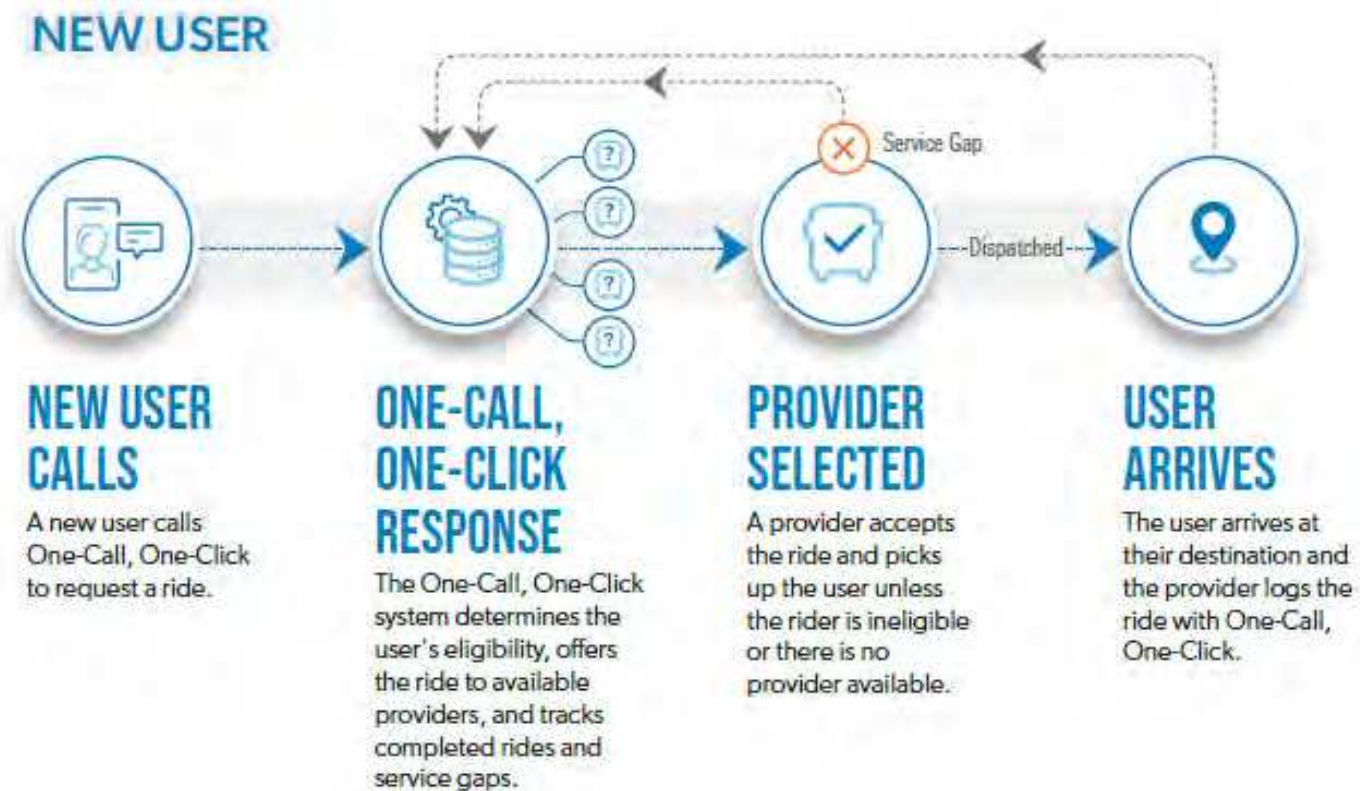 NEW USER
Service Gap
Dispatched
NEW USER
CALLS
A new user calls
One-Call, One-Click
to request a ride.
ONE-CALL,
ONE-CLICK
RESPONSE
The One-Call, One-Click
system determines the
user's eligibility, offers
the ride to available
providers, and tracks
completed rides and
service gaps.
PROVIDER
SELECTED
A provider accepts
the ride and picks
up the user unless
the rider is ineligible
or there is no
provider available.
USER
ARRIVES
The user arrives at
their destination and
the provider logs the
ride with One-Call,
One-Click.